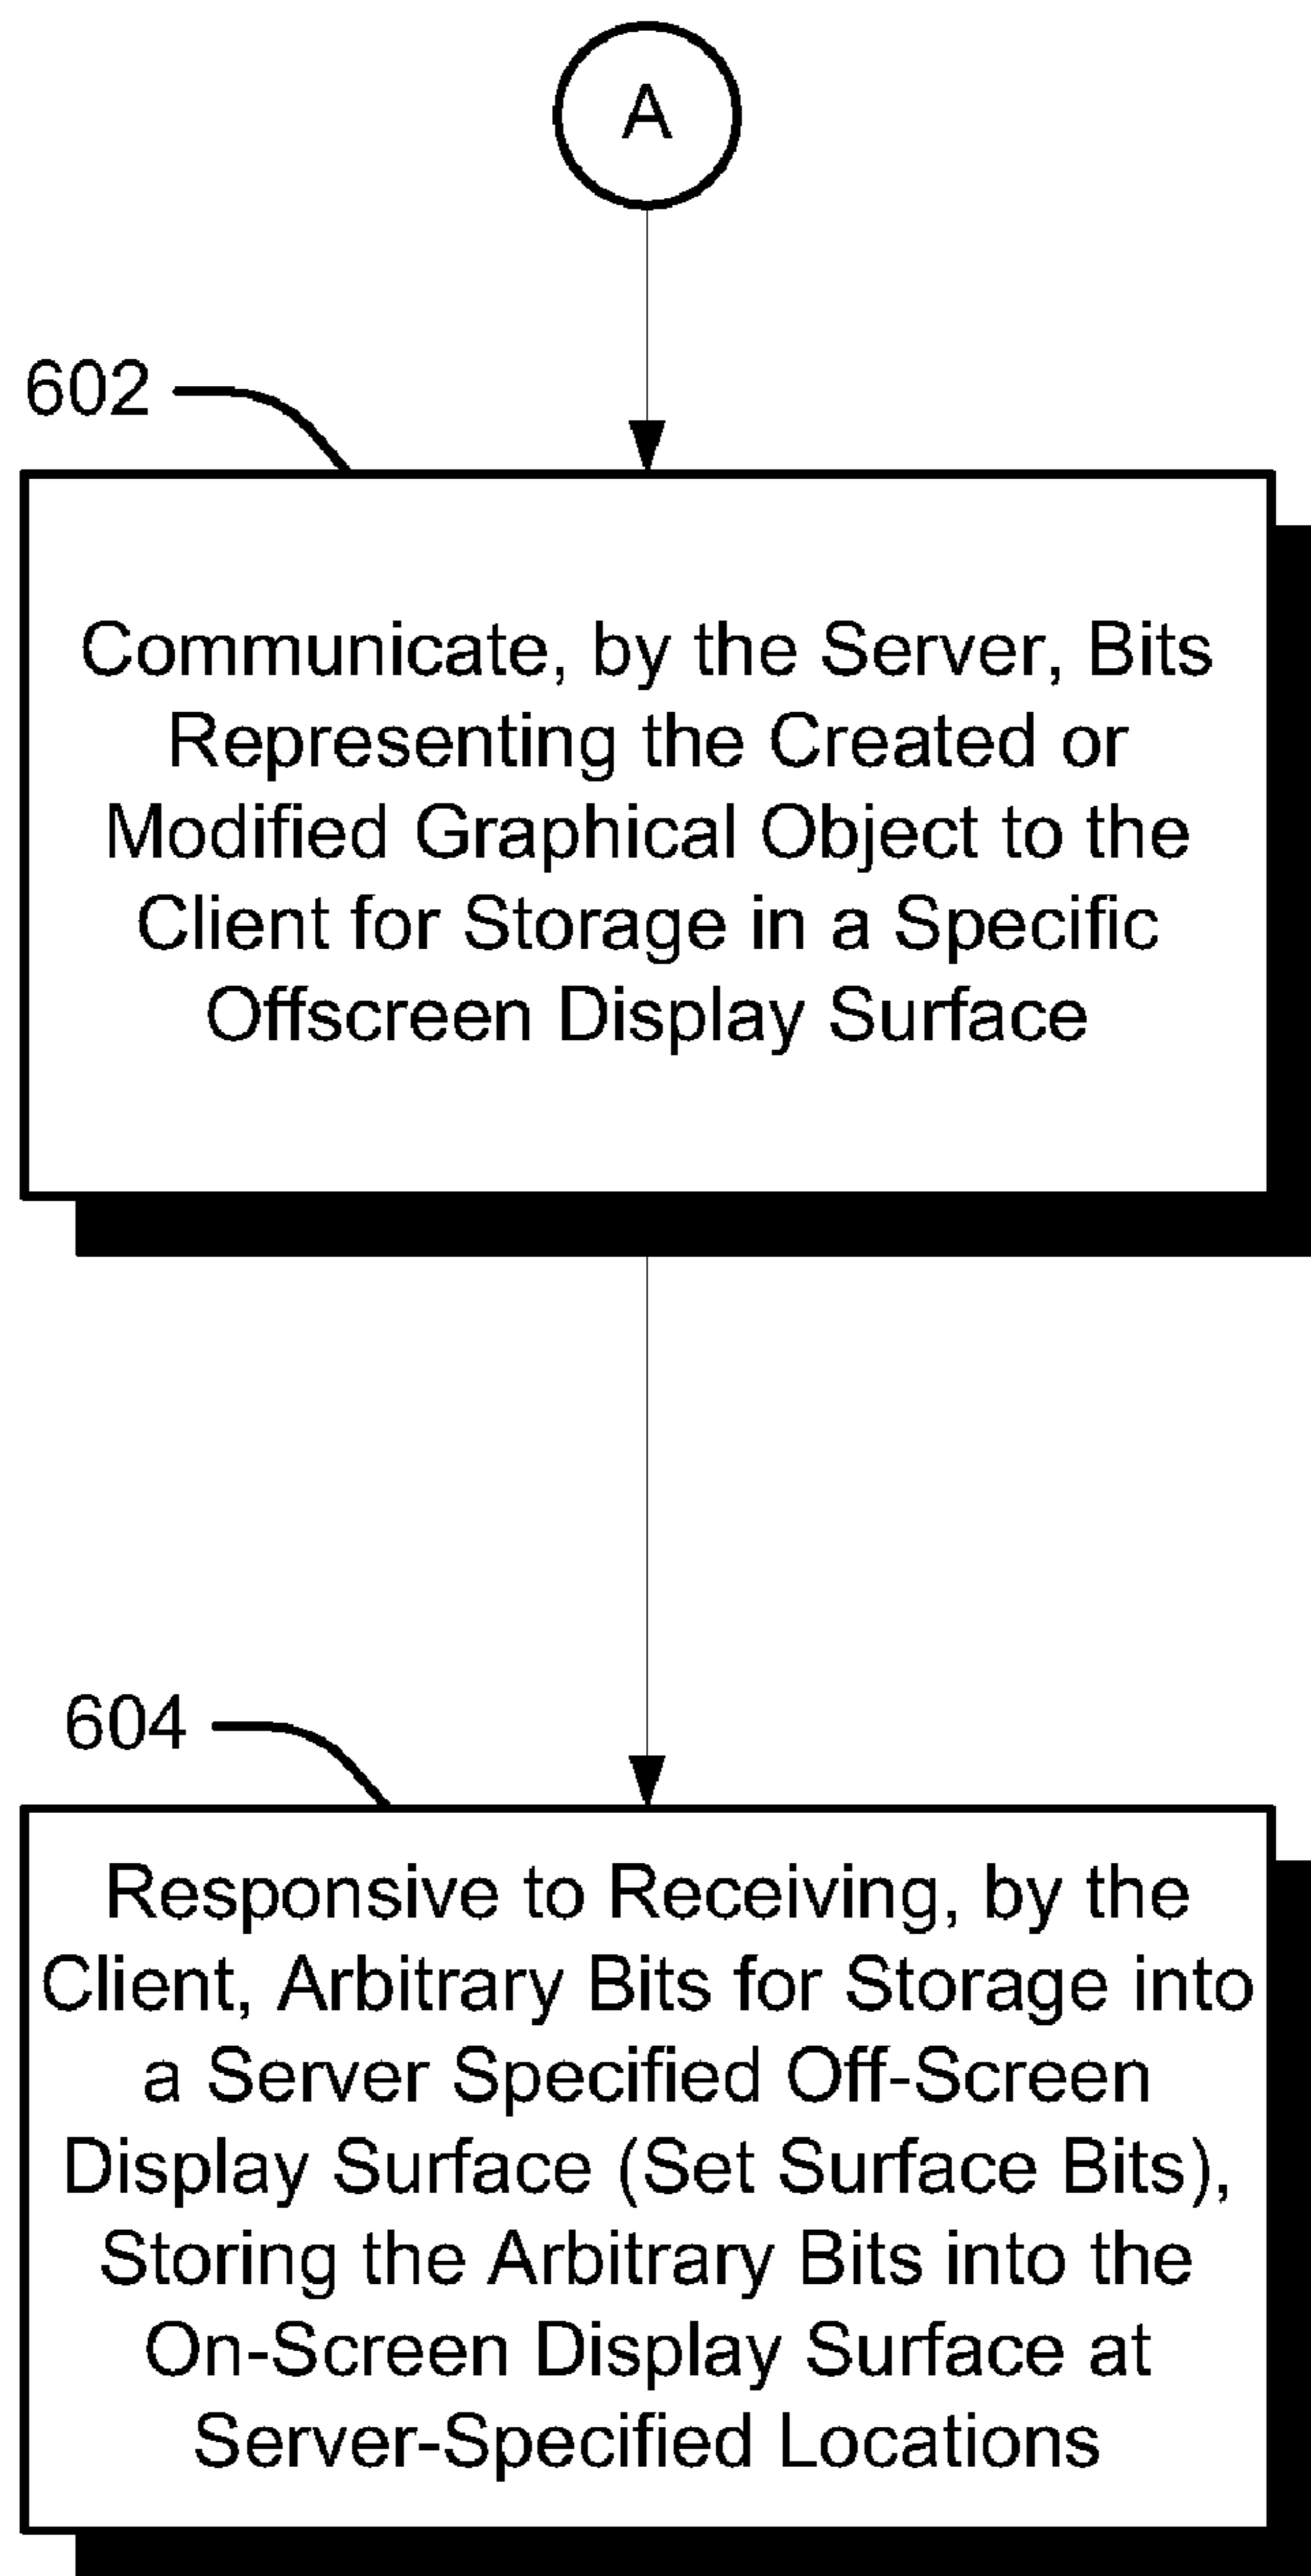 A
602
Communicate, by the Server, Bits
Representing the Created or
Modified Graphical Object to the
Client for Storage in a Specific
Offscreen Display Surface
604
Responsive to Receiving, by the
Client, Arbitrary Bits for Storage into
a Server Specified Off-Screen
Display Surface (Set Surface Bits),
Storing the Arbitrary Bits into the
On-Screen Display Surface at
Server-Specified Locations